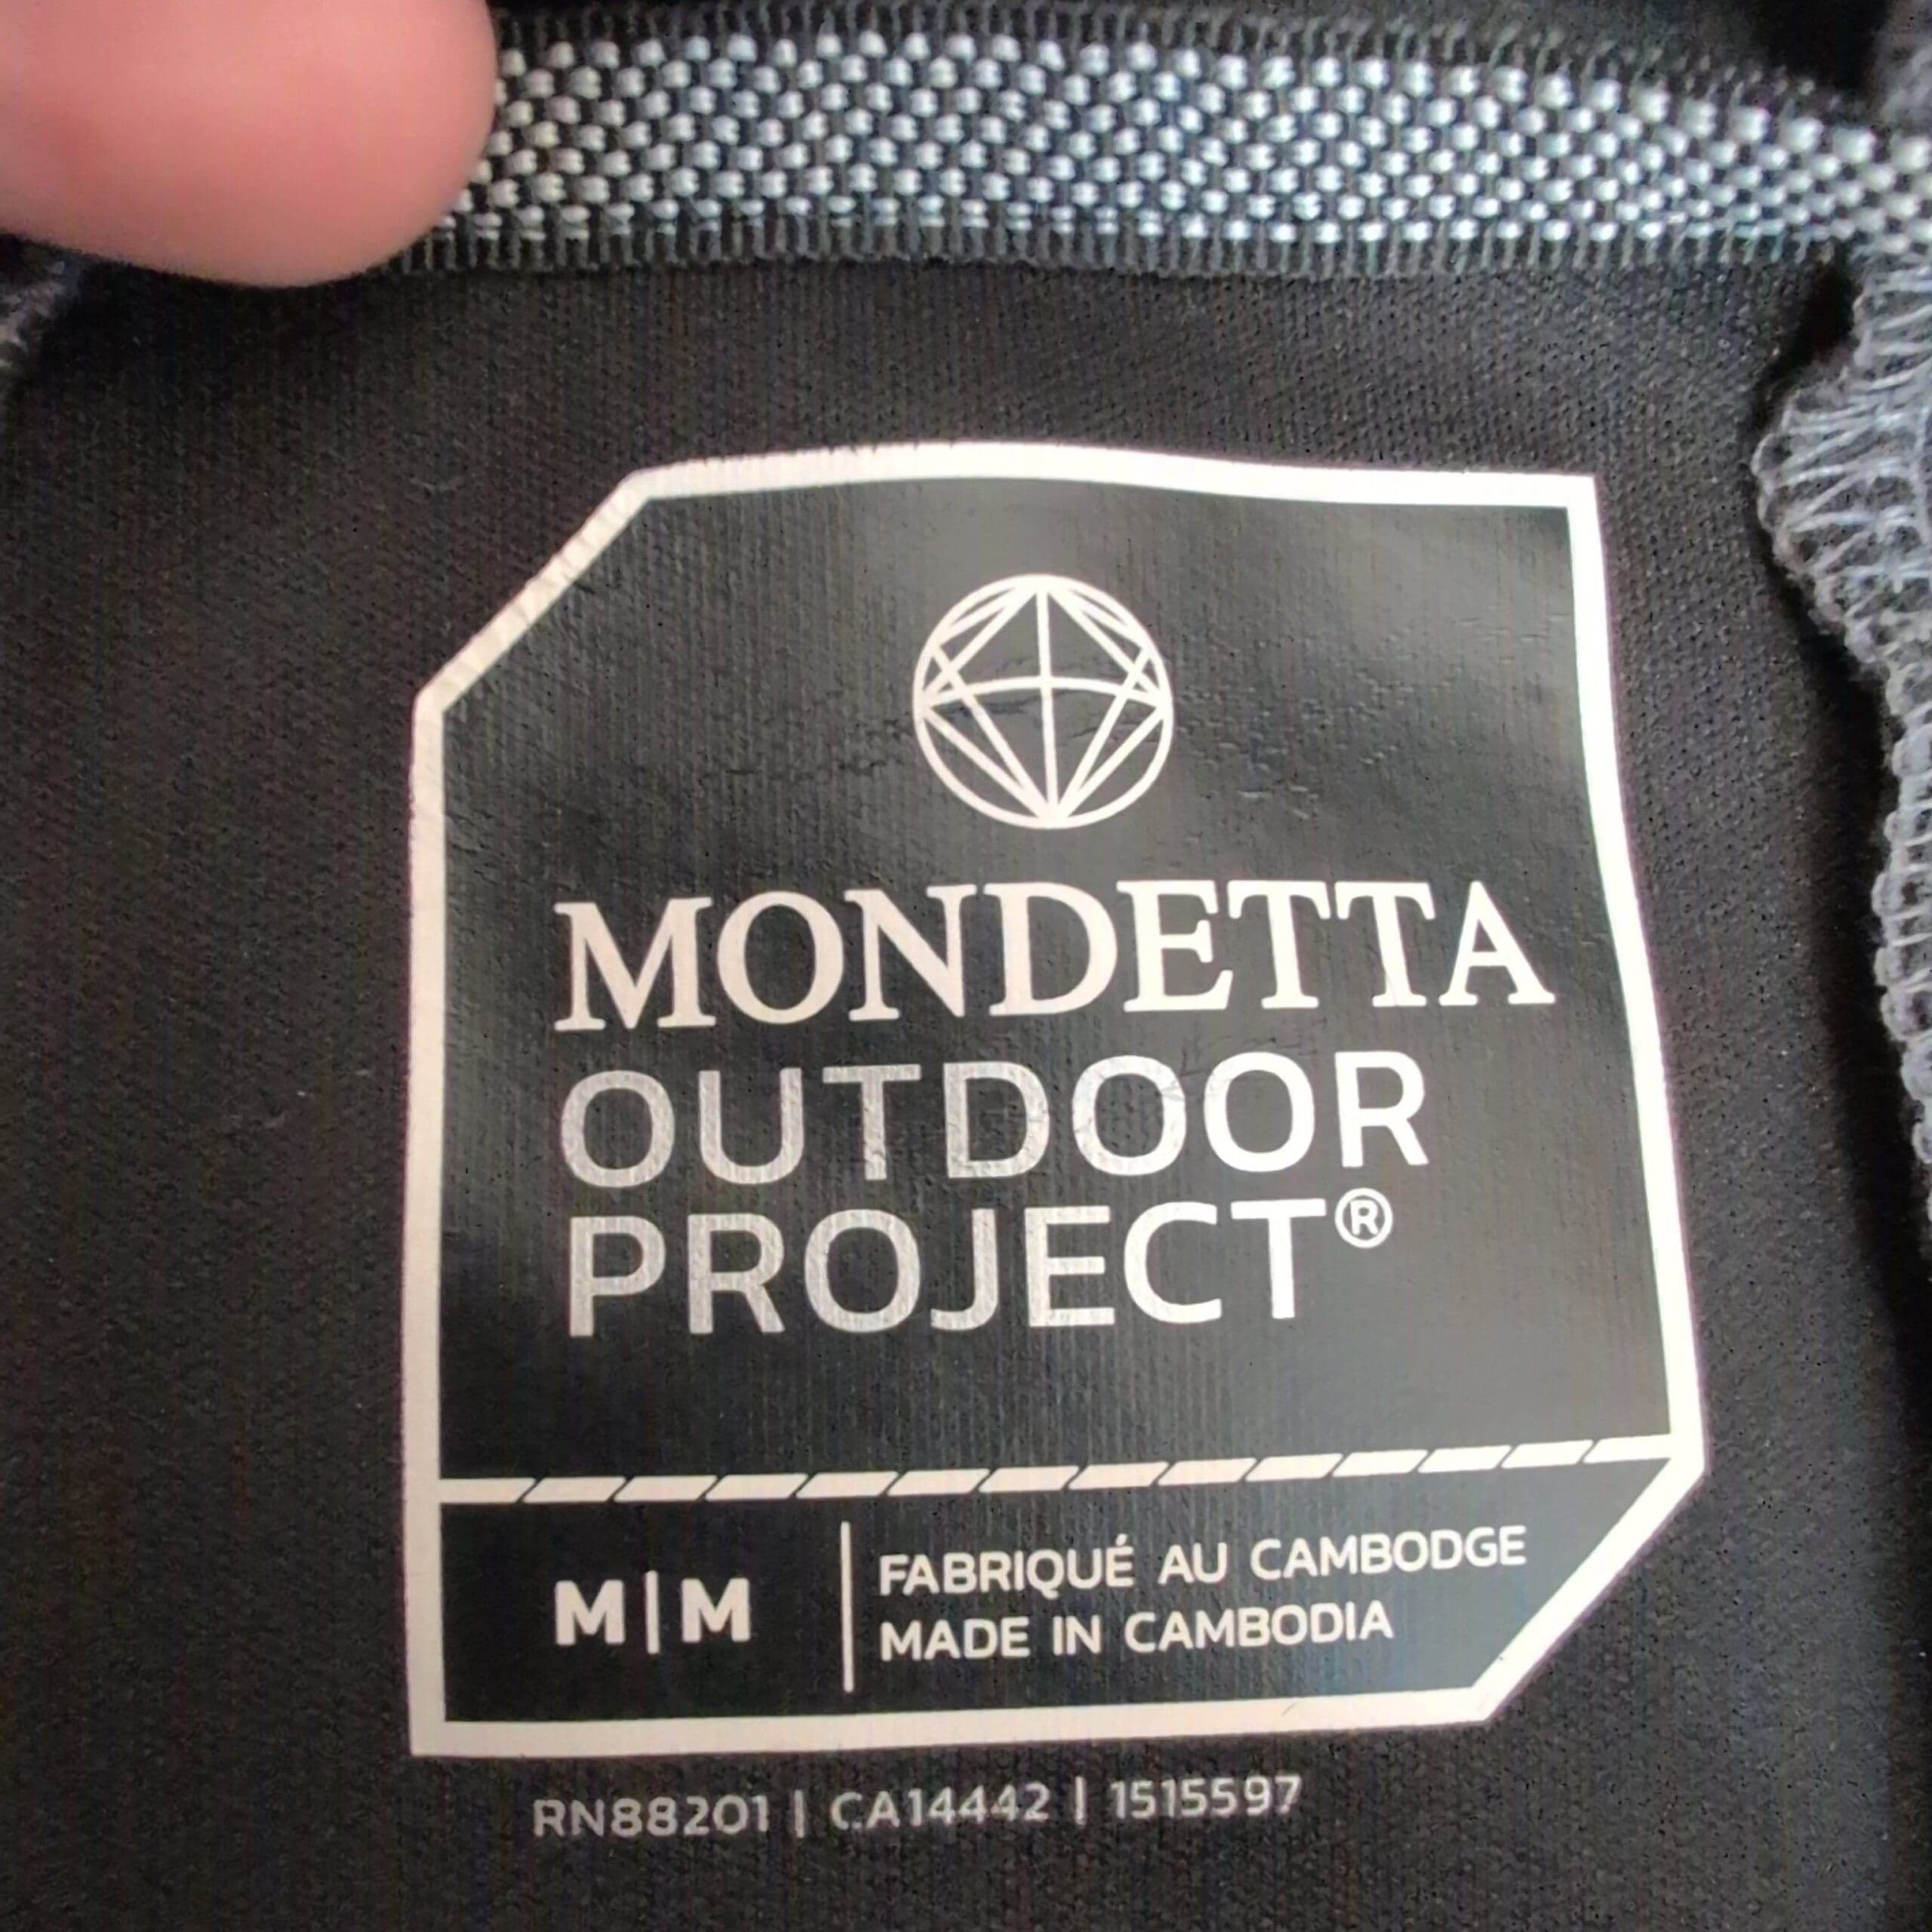 MONDETTA
OUTDOOR
PROJECT®
M|M
FABRIQUÉ AU CAMBODGE
MADE IN CAMBODIA
RN88201 | CA14442 | 1515597